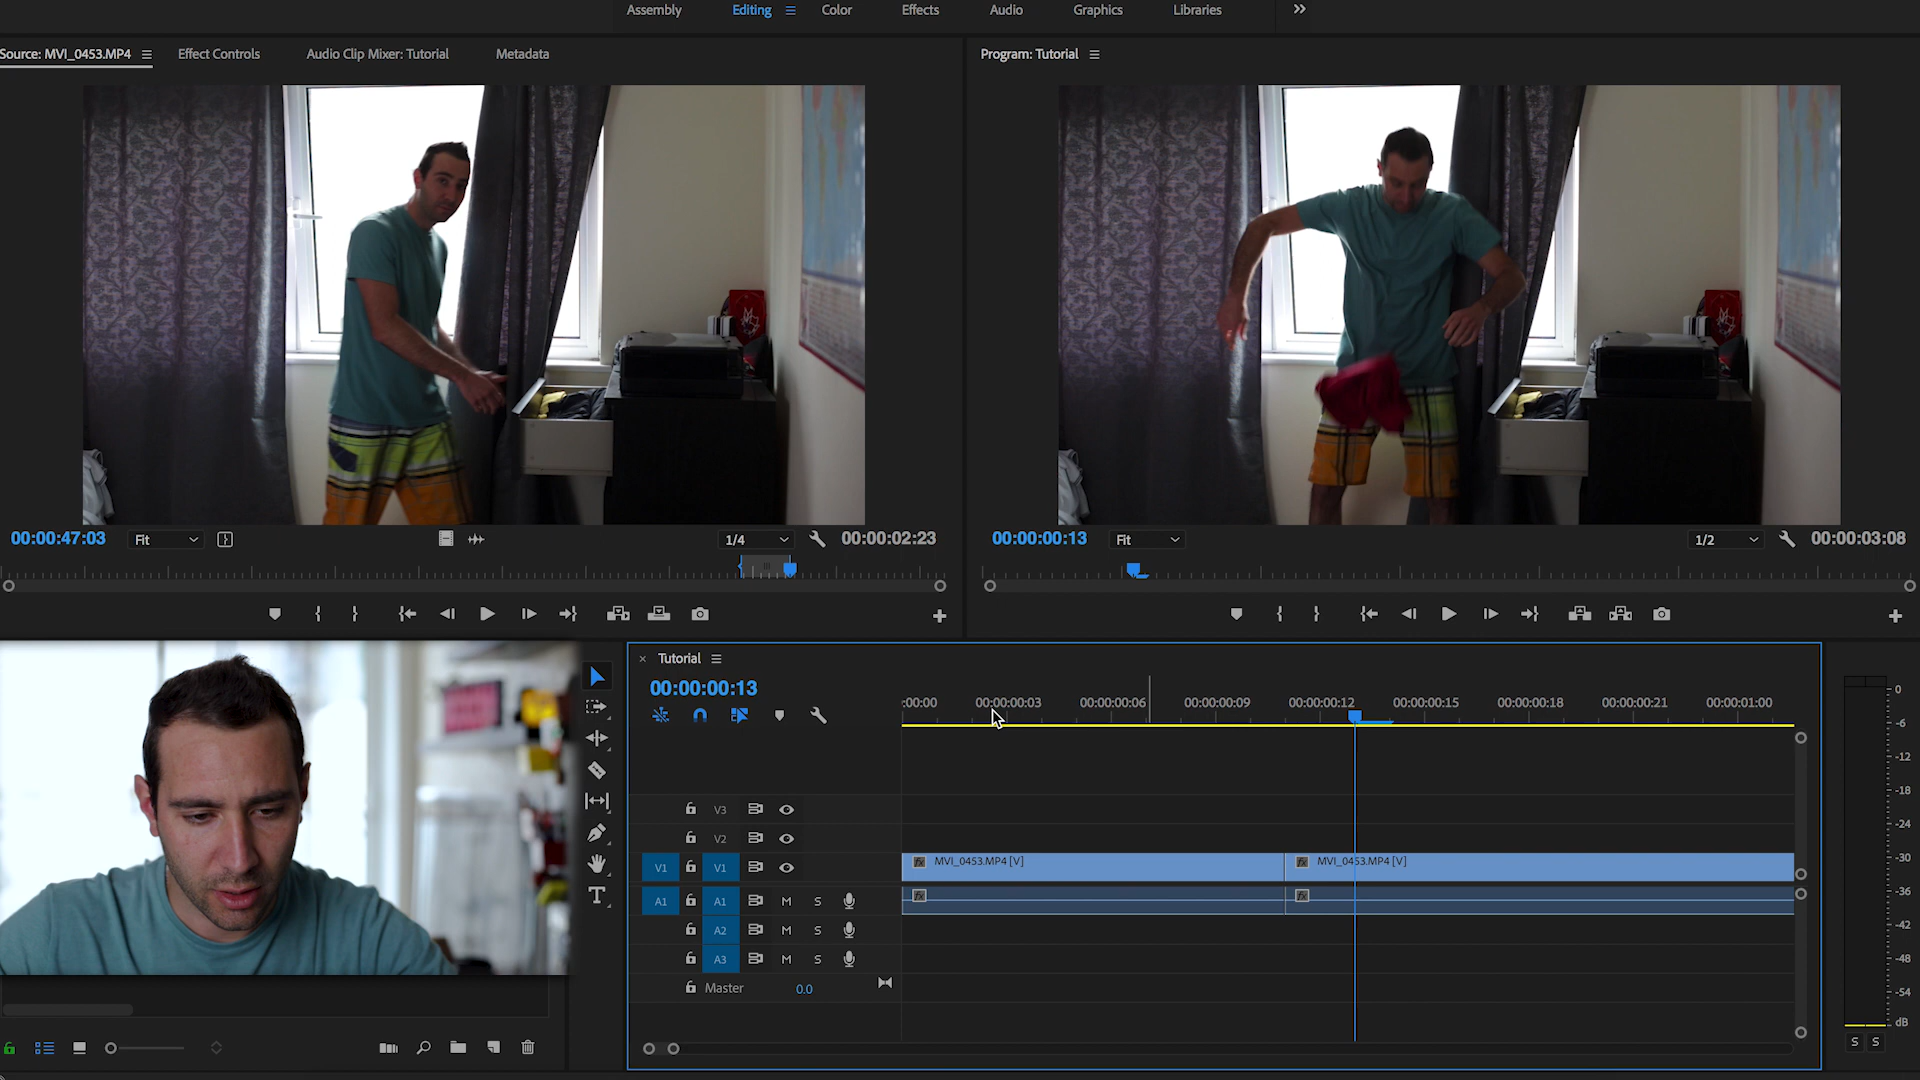 Assembly
Editing
Color
Effects
Audio
Graphics
Libraries
Source: MVI_0453.MP4
Effect Controls
Audio Clip Mixer: Tutorial
Metadata
Program: Tutorial
00:00:47:03
Fit
1/4
00:00:02:23
00:00:00:13
Fit
1/2
00:00:03:08
× Tutorial
00:00:00:13
:00:00
00:00:00:03
00:00:00:06
00:00:00:09
00:00:00:12
00:00:00:15
00:00:00:18
00:00:00:21
00:00:01:00
V3
V2
V1 V1
MVI_0453.MP4 [V]
MVI_0453.MP4 [V]
A1 A1 M S
A2 M S
A3 M S
Master 0.0
0
-6
-12
-18
-24
-30
-36
-42
-48
-54
dB
S S